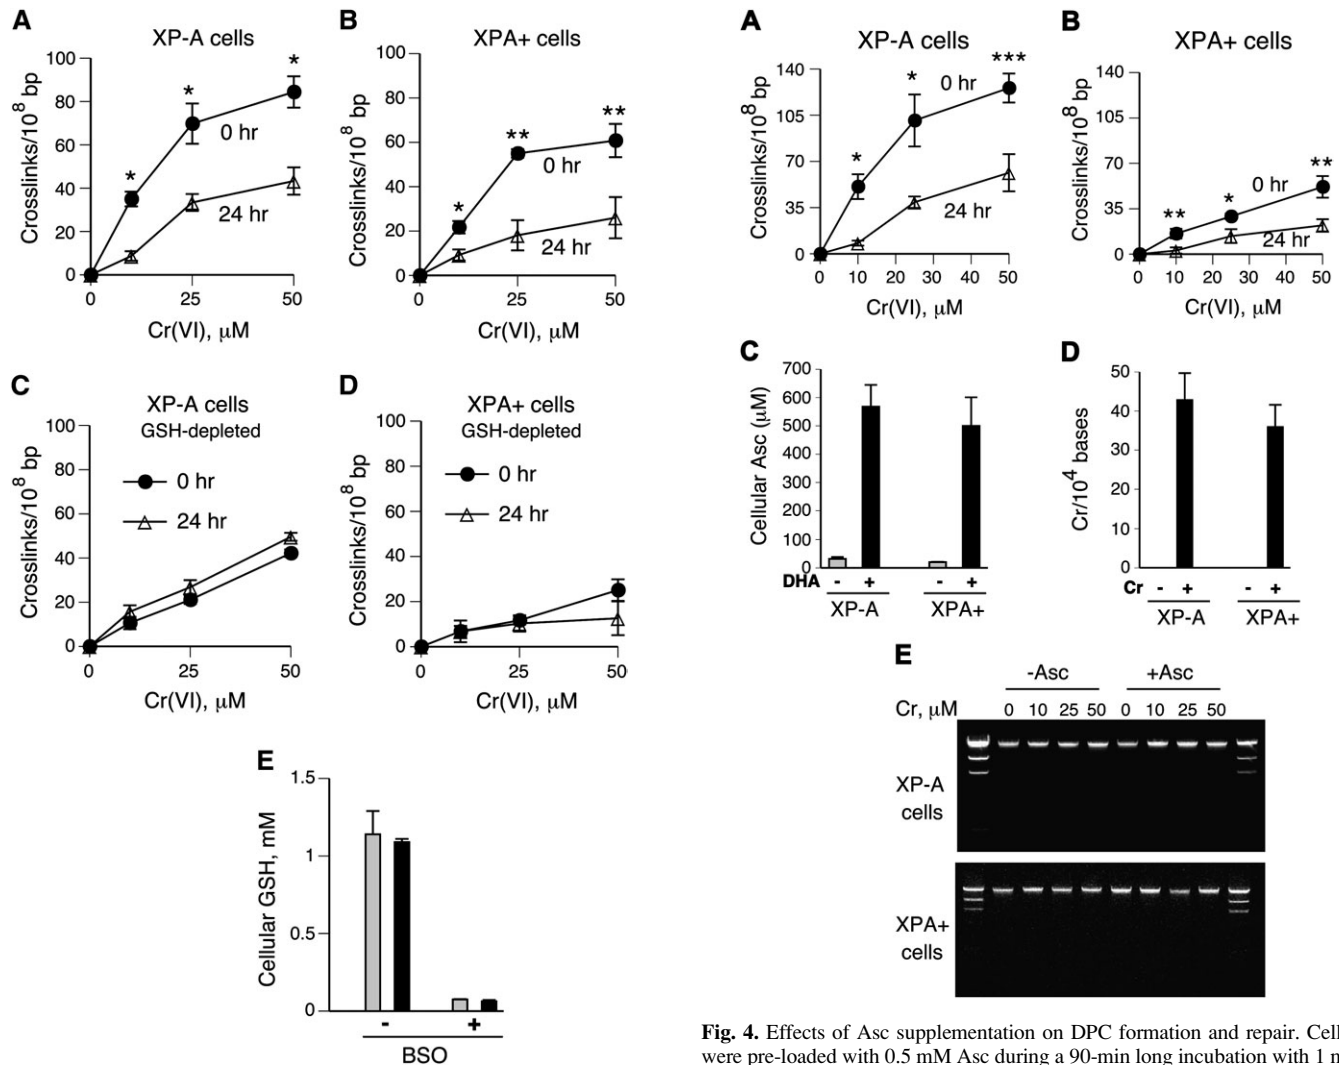 A
XP-A cells
Crosslinks/10⁸ bp
100
80
60
40
20
0
*
*
*
0 hr
24 hr
0
25
50
Cr(VI), μM
B
XPA+ cells
Crosslinks/10⁸ bp
100
80
60
40
20
0
*
**
**
0 hr
24 hr
0
25
50
Cr(VI), μM
C
XP-A cells
GSH-depleted
Crosslinks/10⁸ bp
100
80
60
40
20
0
0 hr
24 hr
0
25
50
Cr(VI), μM
D
XPA+ cells
GSH-depleted
Crosslinks/10⁸ bp
100
80
60
40
20
0
0 hr
24 hr
0
25
50
Cr(VI), μM
E
Cellular GSH, mM
1.5
1
0.5
0
- +
BSO
A
XP-A cells
Crosslinks/10⁸ bp
140
105
70
35
0
*
*
***
0 hr
24 hr
0 10 20 30 40 50
Cr(VI), μM
B
XPA+ cells
Crosslinks/10⁸ bp
140
105
70
35
0
**
*
**
0 hr
24 hr
0 10 20 30 40 50
Cr(VI), μM
C
Cellular Asc (μM)
700
600
500
400
300
200
100
0
DHA - + - +
XP-A XPA+
D
Cr/10⁴ bases
50
40
30
20
10
0
Cr - + - +
XP-A XPA+
E
-Asc +Asc
Cr, μM 0 10 25 50 0 10 25 50
XP-A
cells
XPA+
cells
Fig. 4. Effects of Asc supplementation on DPC formation and repair. Cell
were pre-loaded with 0.5 mM Asc during a 90-min long incubation with 1